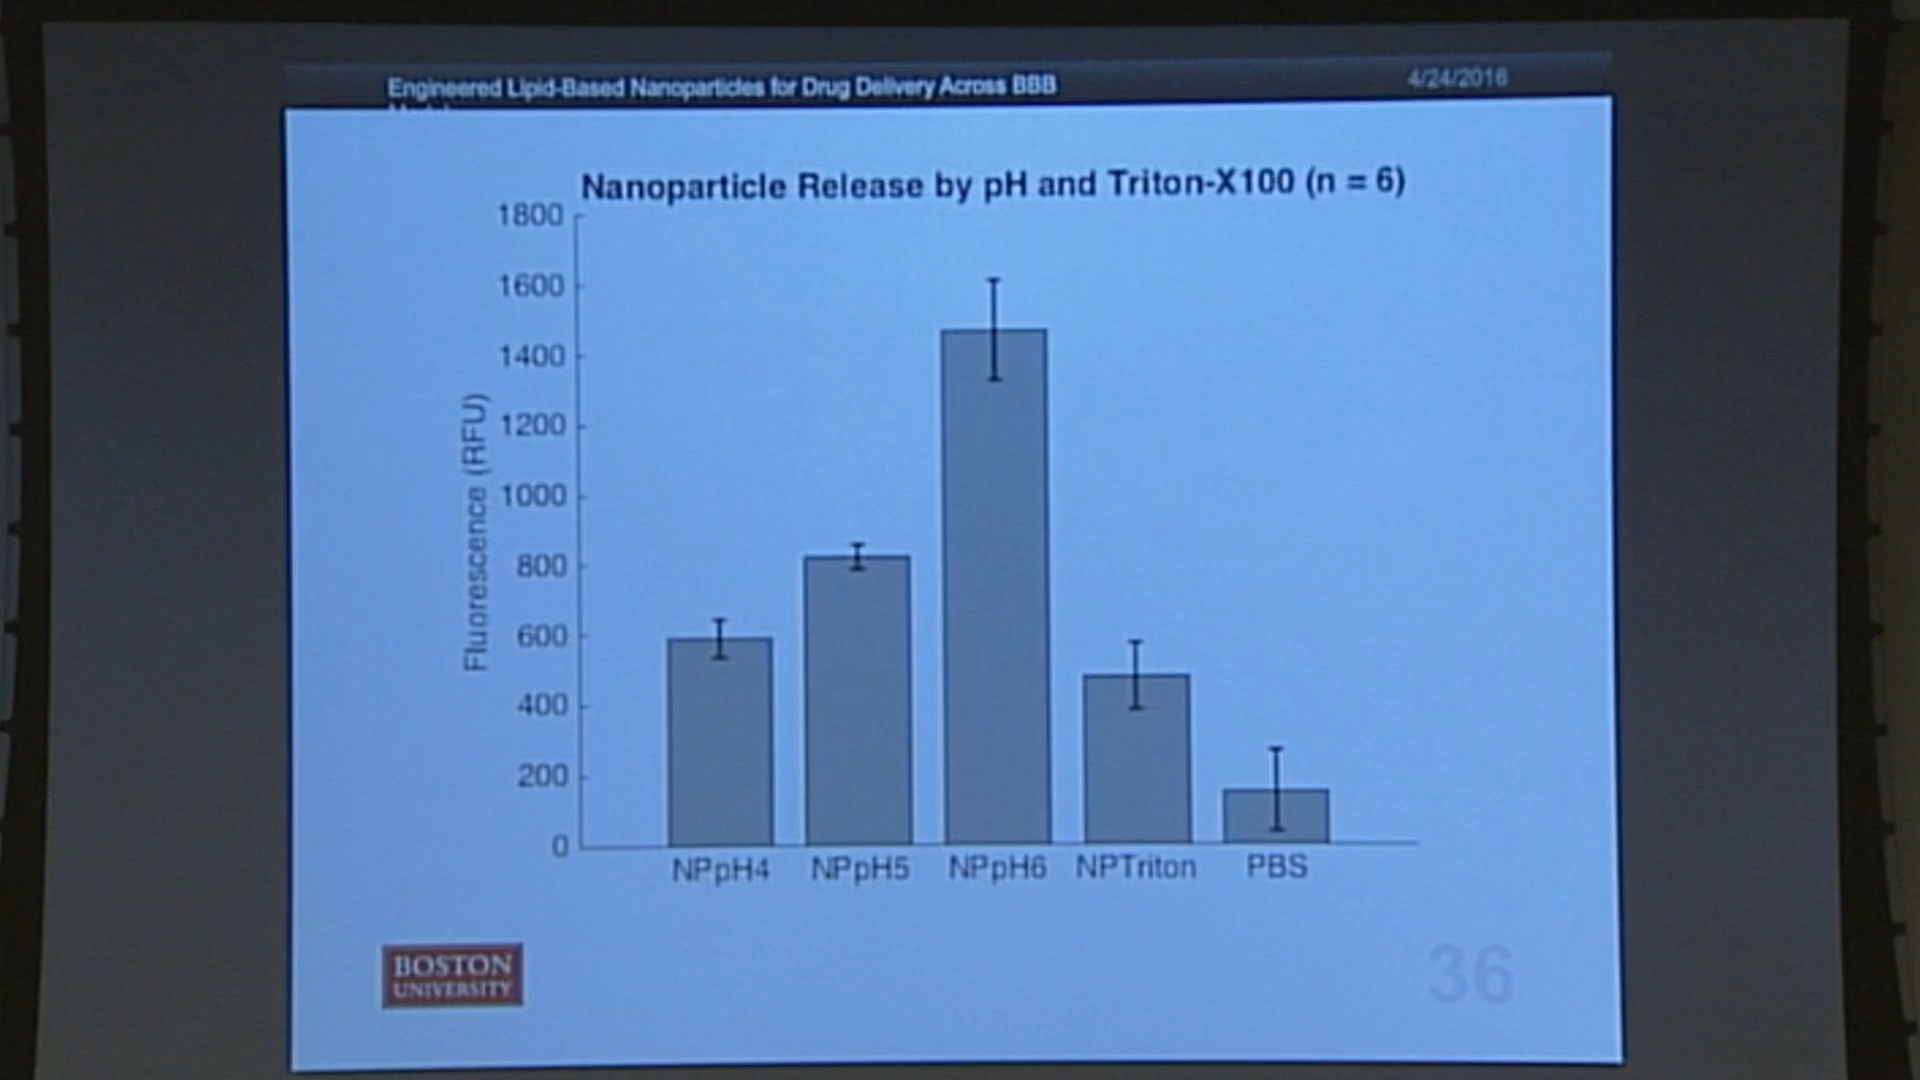 Engineered Lipid-Based Nanoparticles for Drug Delivery Across BBB
4/24/2016
Nanoparticle Release by pH and Triton-X100 (n = 6)
1800
1600
1400
1200
1000
800
600
400
200
0
Fluorescence (RFU)
NPpH4 NPpH5 NPpH6 NPTriton PBS
BOSTON
UNIVERSITY
36